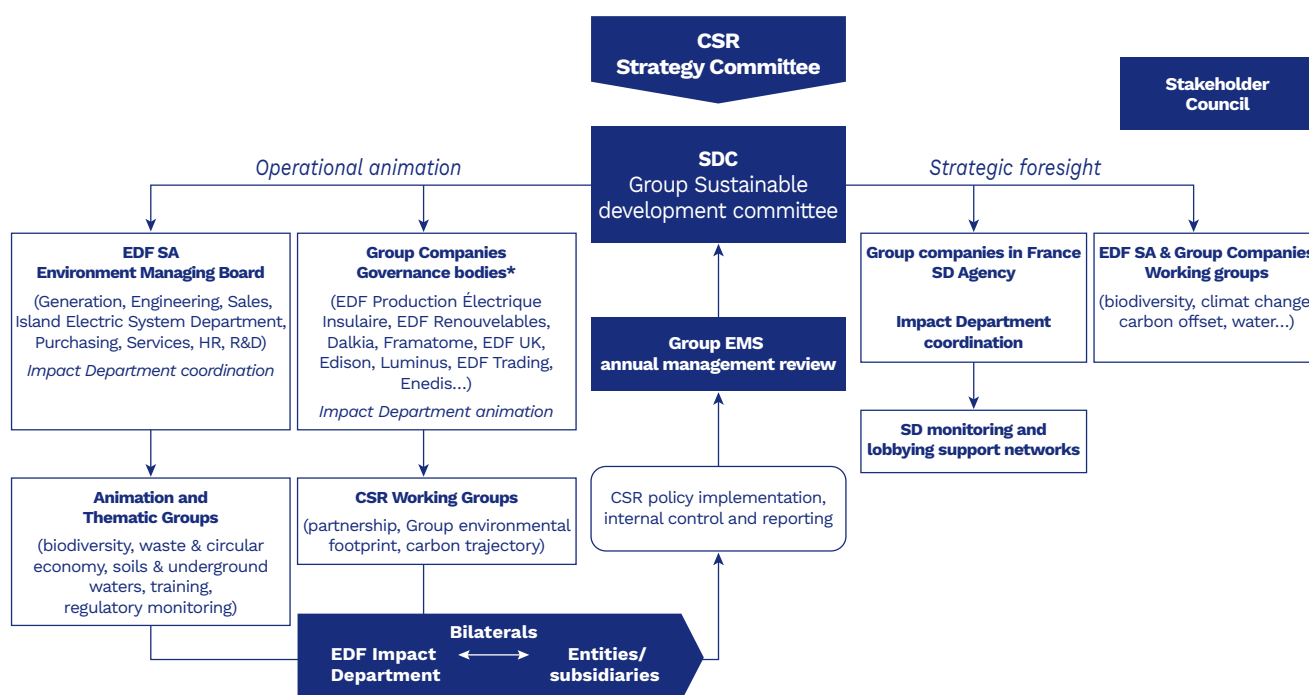 CSR
Strategy Committee
Stakeholder
Council
Operational animation
SDC
Group Sustainable
development committee
Strategic foresight
EDF SA
Environment Managing Board
(Generation, Engineering, Sales,
Island Electric System Department,
Purchasing, Services, HR, R&D)
Impact Department coordination
Group Companies
Governance bodies*
(EDF Production Électrique
Insulaire, EDF Renouvelables,
Dalkia, Framatome, EDF UK,
Edison, Luminus, EDF Trading,
Enedis...)
Impact Department animation
Group EMS
annual management review
Group companies in France
SD Agency
Impact Department
coordination
EDF SA & Group Companies
Working groups
(biodiversity, climat change,
carbon offset, water...)
SD monitoring and
lobbying support networks
Animation and
Thematic Groups
(biodiversity, waste & circular
economy, soils & underground
waters, training,
regulatory monitoring)
CSR Working Groups
(partnership, Group environmental
footprint, carbon trajectory)
CSR policy implementation,
internal control and reporting
Bilaterals
EDF Impact
Department
Entities/
subsidiaries